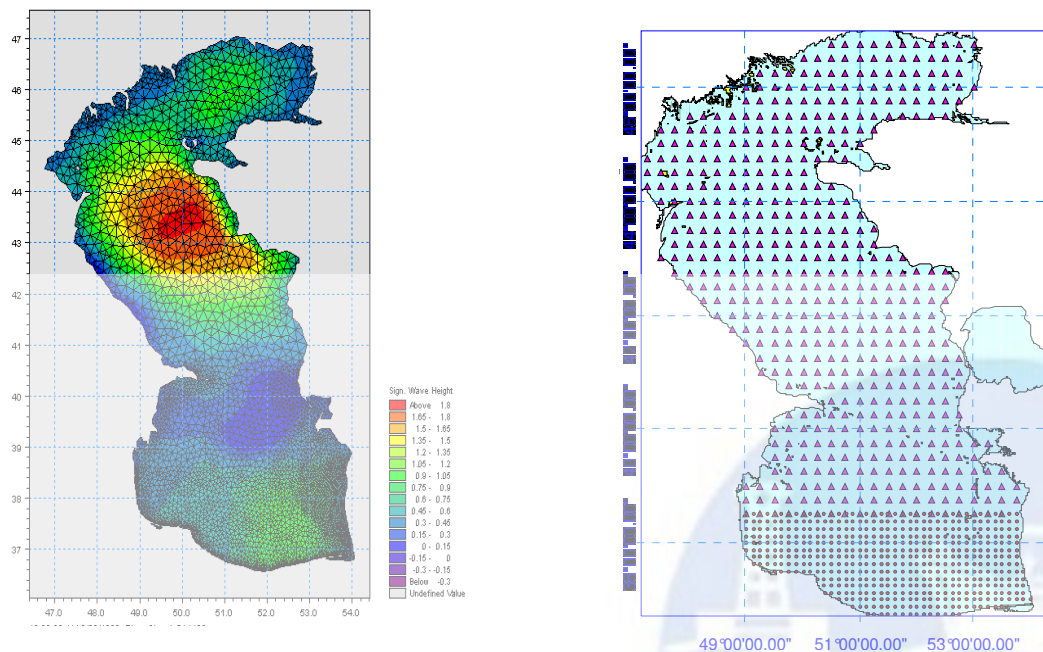 47
46
45
44
43
42
41
40
39
38
37
47.0 48.0 49.0 50.0 51.0 52.0 53.0 54.0
Sign. Wave Height
Above 1.8
1.65 - 1.8
1.5 - 1.65
1.35 - 1.5
1.2 - 1.35
1.05 - 1.2
0.9 - 1.05
0.75 - 0.9
0.6 - 0.75
0.45 - 0.6
0.3 - 0.45
0.15 - 0.3
0 - 0.15
-0.15 - 0
-0.3 - -0.15
Below -0.3
Undefined Value
49°00'00.00" 51°00'00.00" 53°00'00.00"